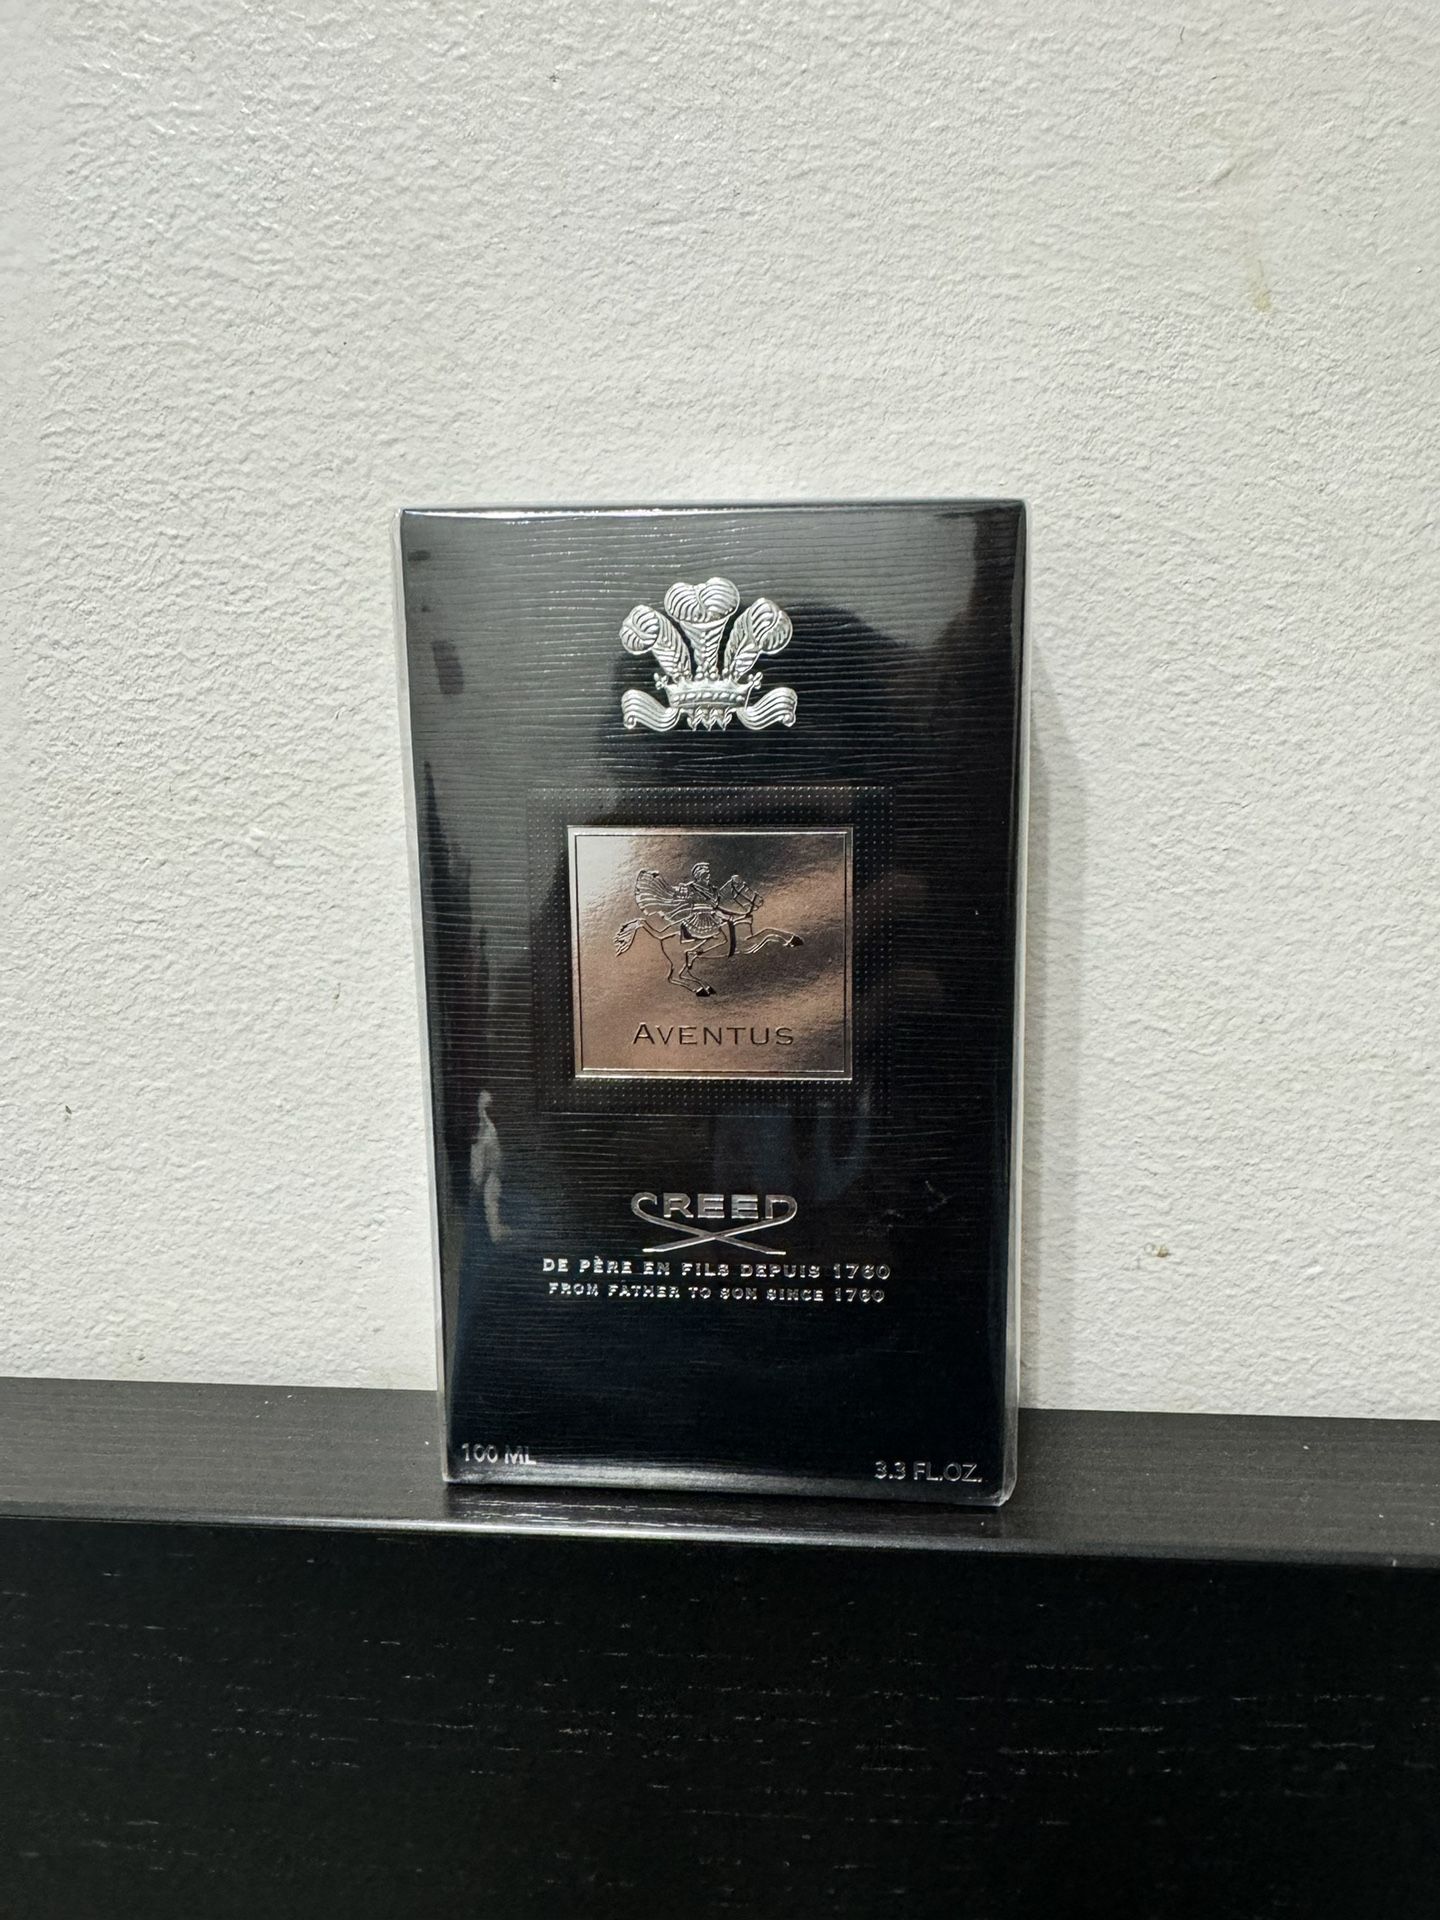 AVENTUS
CREED
DE PÈRE EN FILS DEPUIS 1760
FROM FATHER TO SON SINCE 1760
100 ML
3.3 FL.OZ.